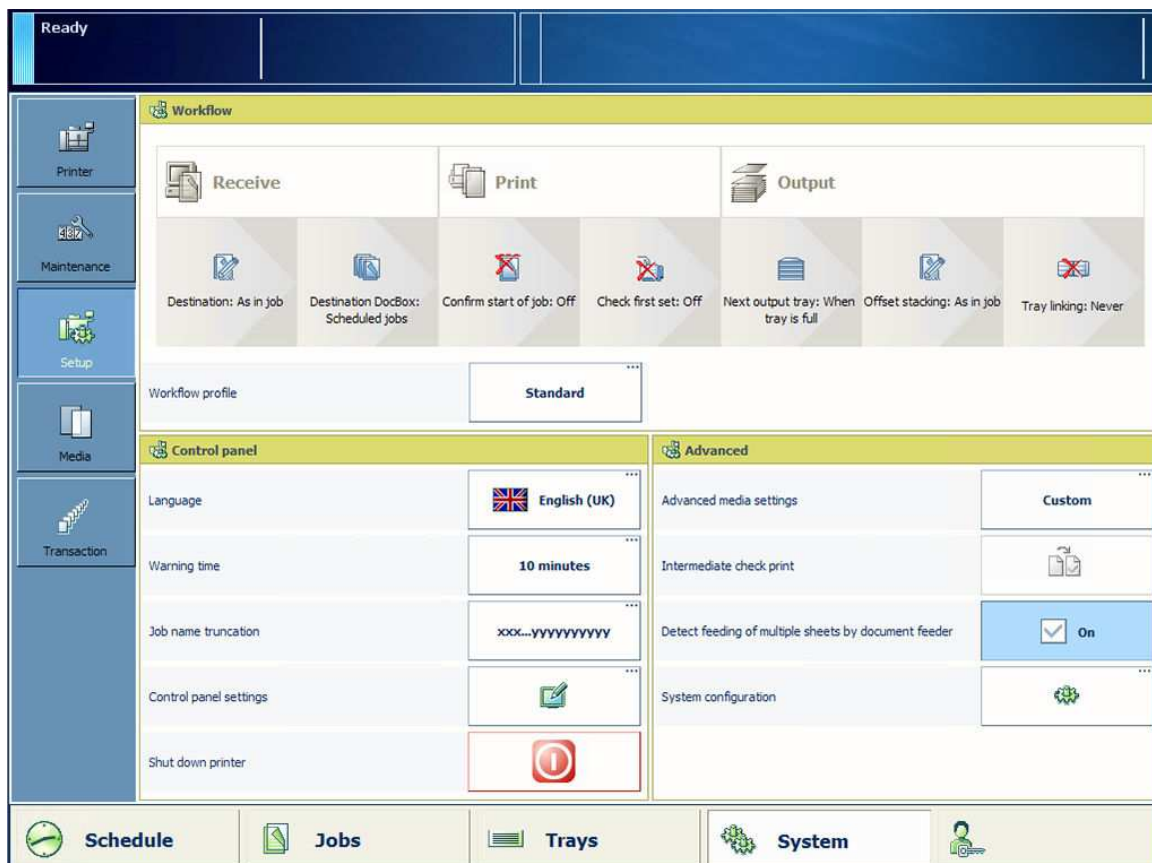 Ready
Printer
Maintenance
Setup
Media
Transaction
Workflow
Receive
Print
Output
Destination: As in job
Destination DocBox:
Scheduled jobs
Confirm start of job: Off
Check first set: Off
Next output tray: When
tray is full
Offset stacking: As in job
Tray linking: Never
Workflow profile
Standard
Control panel
Language
English (UK)
Warning time
10 minutes
Job name truncation
xxx...yyyyyyyyyy
Control panel settings
Shut down printer
Advanced
Advanced media settings
Custom
Intermediate check print
Detect feeding of multiple sheets by document feeder
On
System configuration
Schedule
Jobs
Trays
System